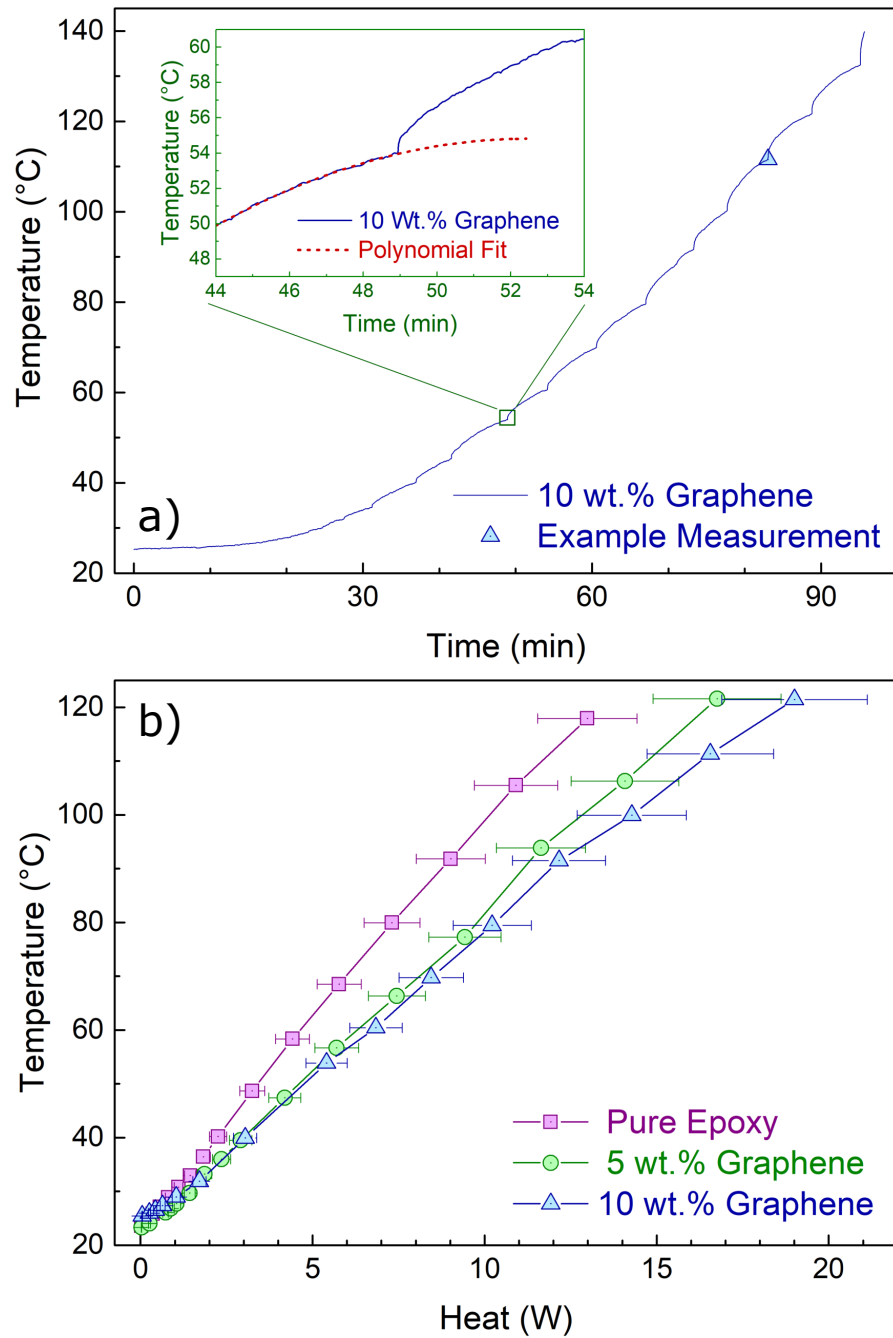 140
120
100
80
60
40
20
Temperature (°C)
60
58
56
54
52
50
48
Temperature (°C)
10 Wt.% Graphene
Polynomial Fit
44 46 48 50 52 54
Time (min)
a)
10 wt.% Graphene
Example Measurement
0 30 60 90
Time (min)
b)
120
100
80
60
40
20
Temperature (°C)
Pure Epoxy
5 wt.% Graphene
10 wt.% Graphene
0 5 10 15 20
Heat (W)